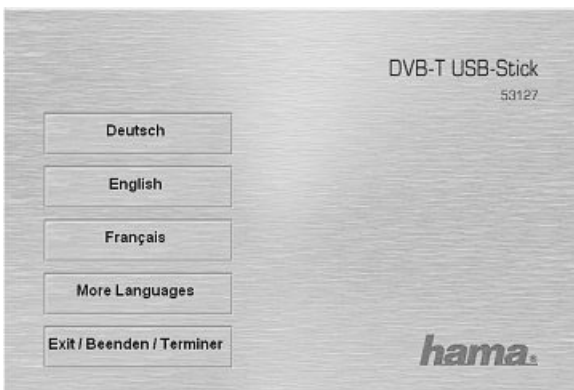 DVB-T USB-Stick
53127
Deutsch
English
Français
More Languages
Exit / Beenden / Terminer
hama.